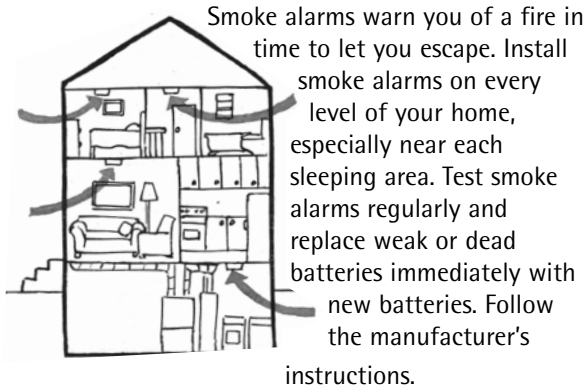 Smoke alarms warn you of a fire in
time to let you escape. Install
smoke alarms on every
level of your home,
especially near each
sleeping area. Test smoke
alarms regularly and
replace weak or dead
batteries immediately with
new batteries. Follow
the manufacturer's
instructions.